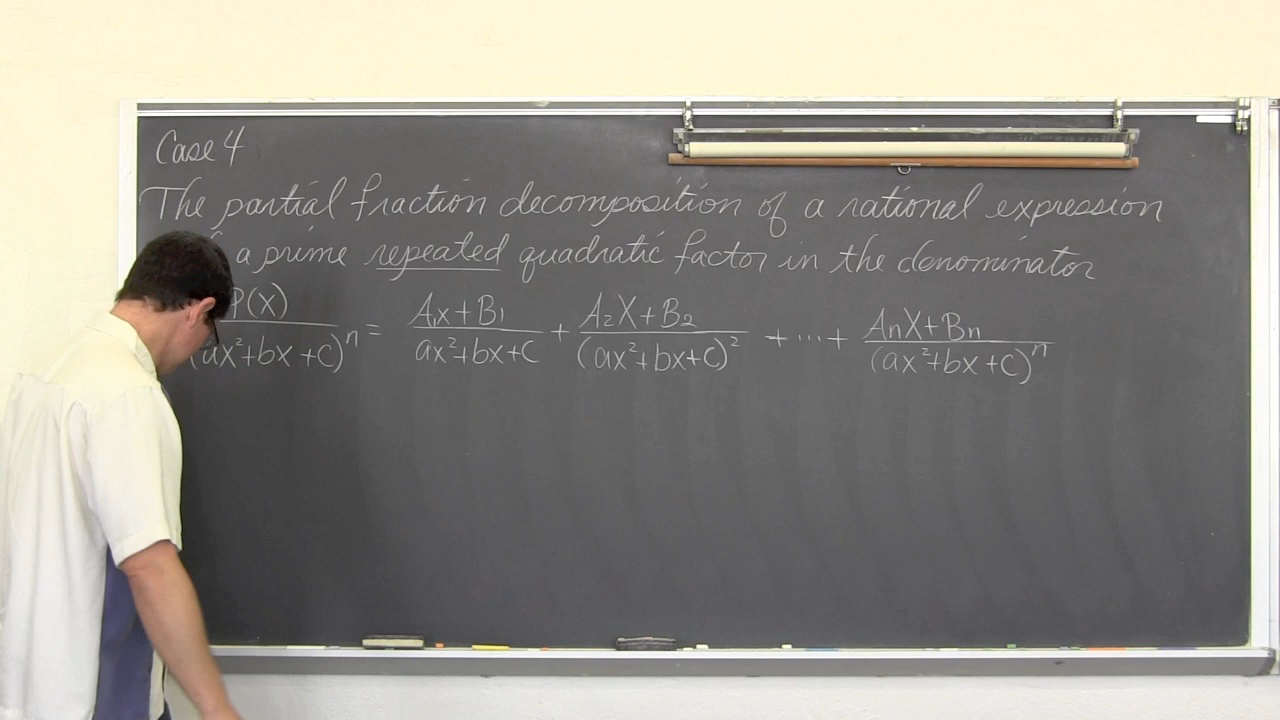 Case 4
The partial fraction decomposition of a rational expression
a prime repeated quadratic factor in the denominator
P(x)/(ax²+bx+c)ⁿ = A₁x+B₁/ax²+bx+c + A₂x+B₂/(ax²+bx+c)² + ... + Aₙx+Bₙ/(ax²+bx+c)ⁿ